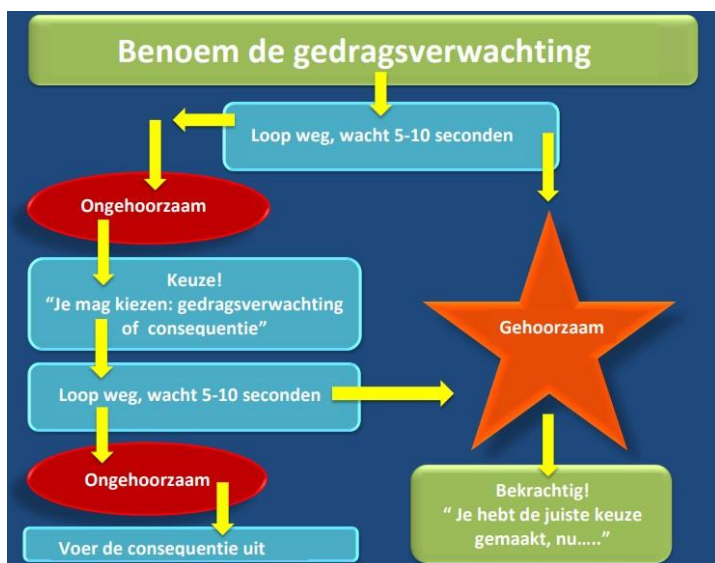 Benoem de gedragsverwachting
Loop weg, wacht 5-10 seconden
Ongehoorzaam
Keuze!
“Je mag kiezen: gedragsverwachting
of consequentie”
Loop weg, wacht 5-10 seconden
Ongehoorzaam
Voer de consequentie uit
Gehoorzaam
Bekrachtig!
“ Je hebt de juiste keuze
gemaakt, nu…..”